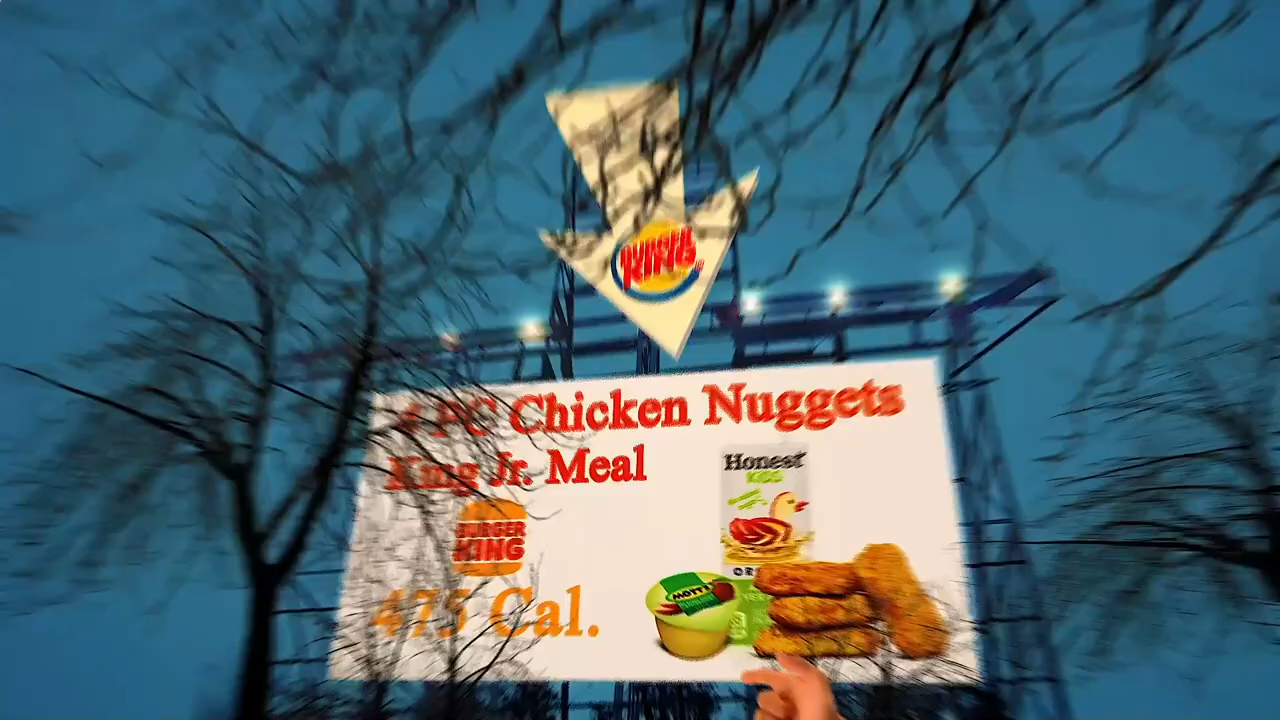 KING
4 PC Chicken Nuggets
King Jr. Meal
BURGER
KING
475 Cal.
Honest
KIDS
MOTT'S